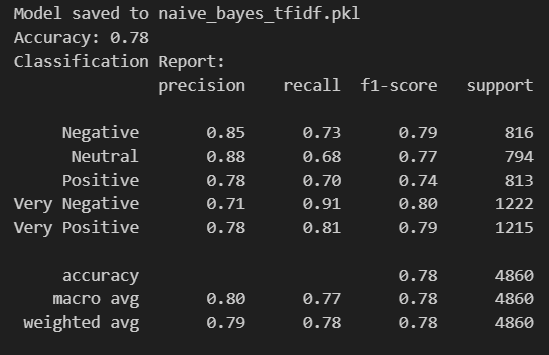 Model saved to naive_bayes_tfidf.pkl
Accuracy: 0.78
Classification Report:
precision recall f1-score support
Negative 0.85 0.73 0.79 816
Neutral 0.88 0.68 0.77 794
Positive 0.78 0.70 0.74 813
Very Negative 0.71 0.91 0.80 1222
Very Positive 0.78 0.81 0.79 1215
accuracy 0.78 4860
macro avg 0.80 0.77 0.78 4860
weighted avg 0.79 0.78 0.78 4860